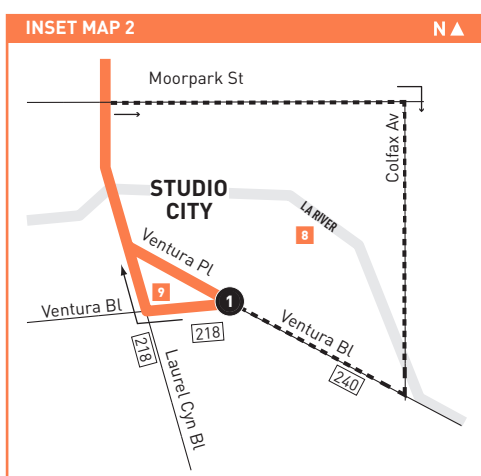 INSET MAP 2
N
Moorpark St
Colfax Av
STUDIO
CITY
LA RIVER
8
Ventura Pl
9
1
Ventura Bl
218
218
Ventura Bl
240
Laurel Cyn Bl